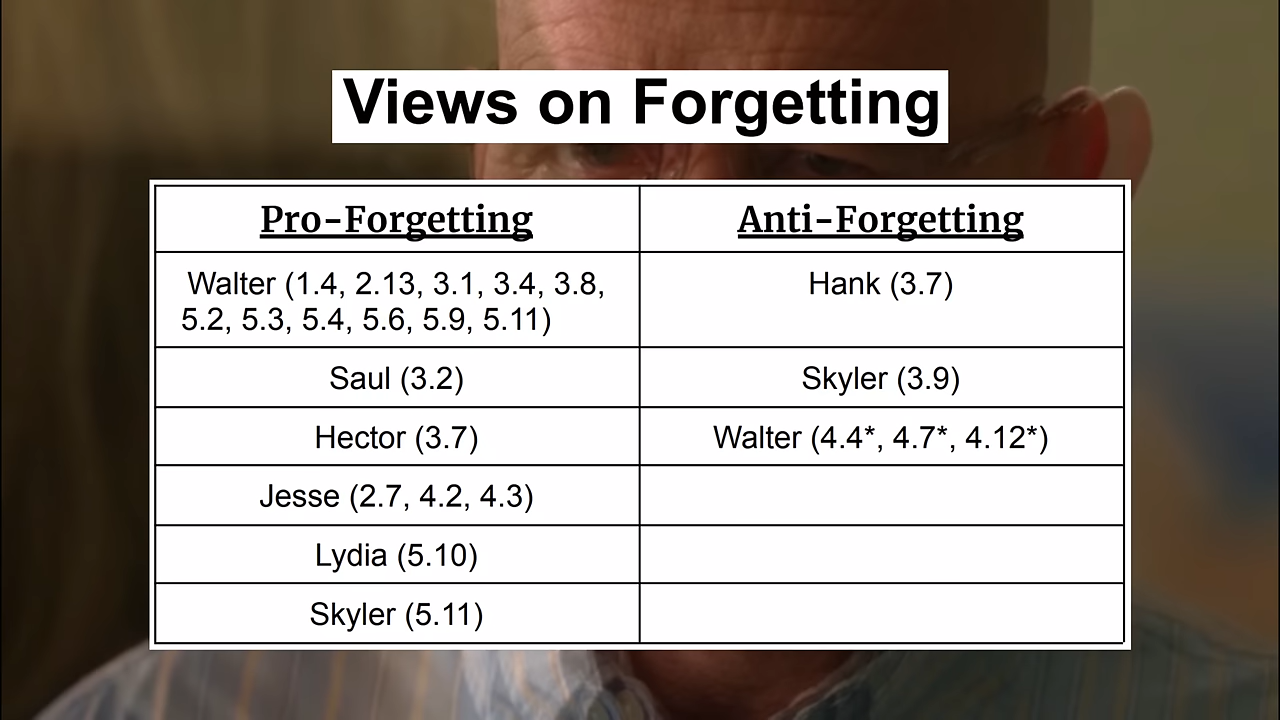 Views on Forgetting
Pro-Forgetting
Anti-Forgetting
Walter (1.4, 2.13, 3.1, 3.4, 3.8,
5.2, 5.3, 5.4, 5.6, 5.9, 5.11)
Hank (3.7)
Saul (3.2)
Skyler (3.9)
Hector (3.7)
Walter (4.4*, 4.7*, 4.12*)
Jesse (2.7, 4.2, 4.3)
Lydia (5.10)
Skyler (5.11)